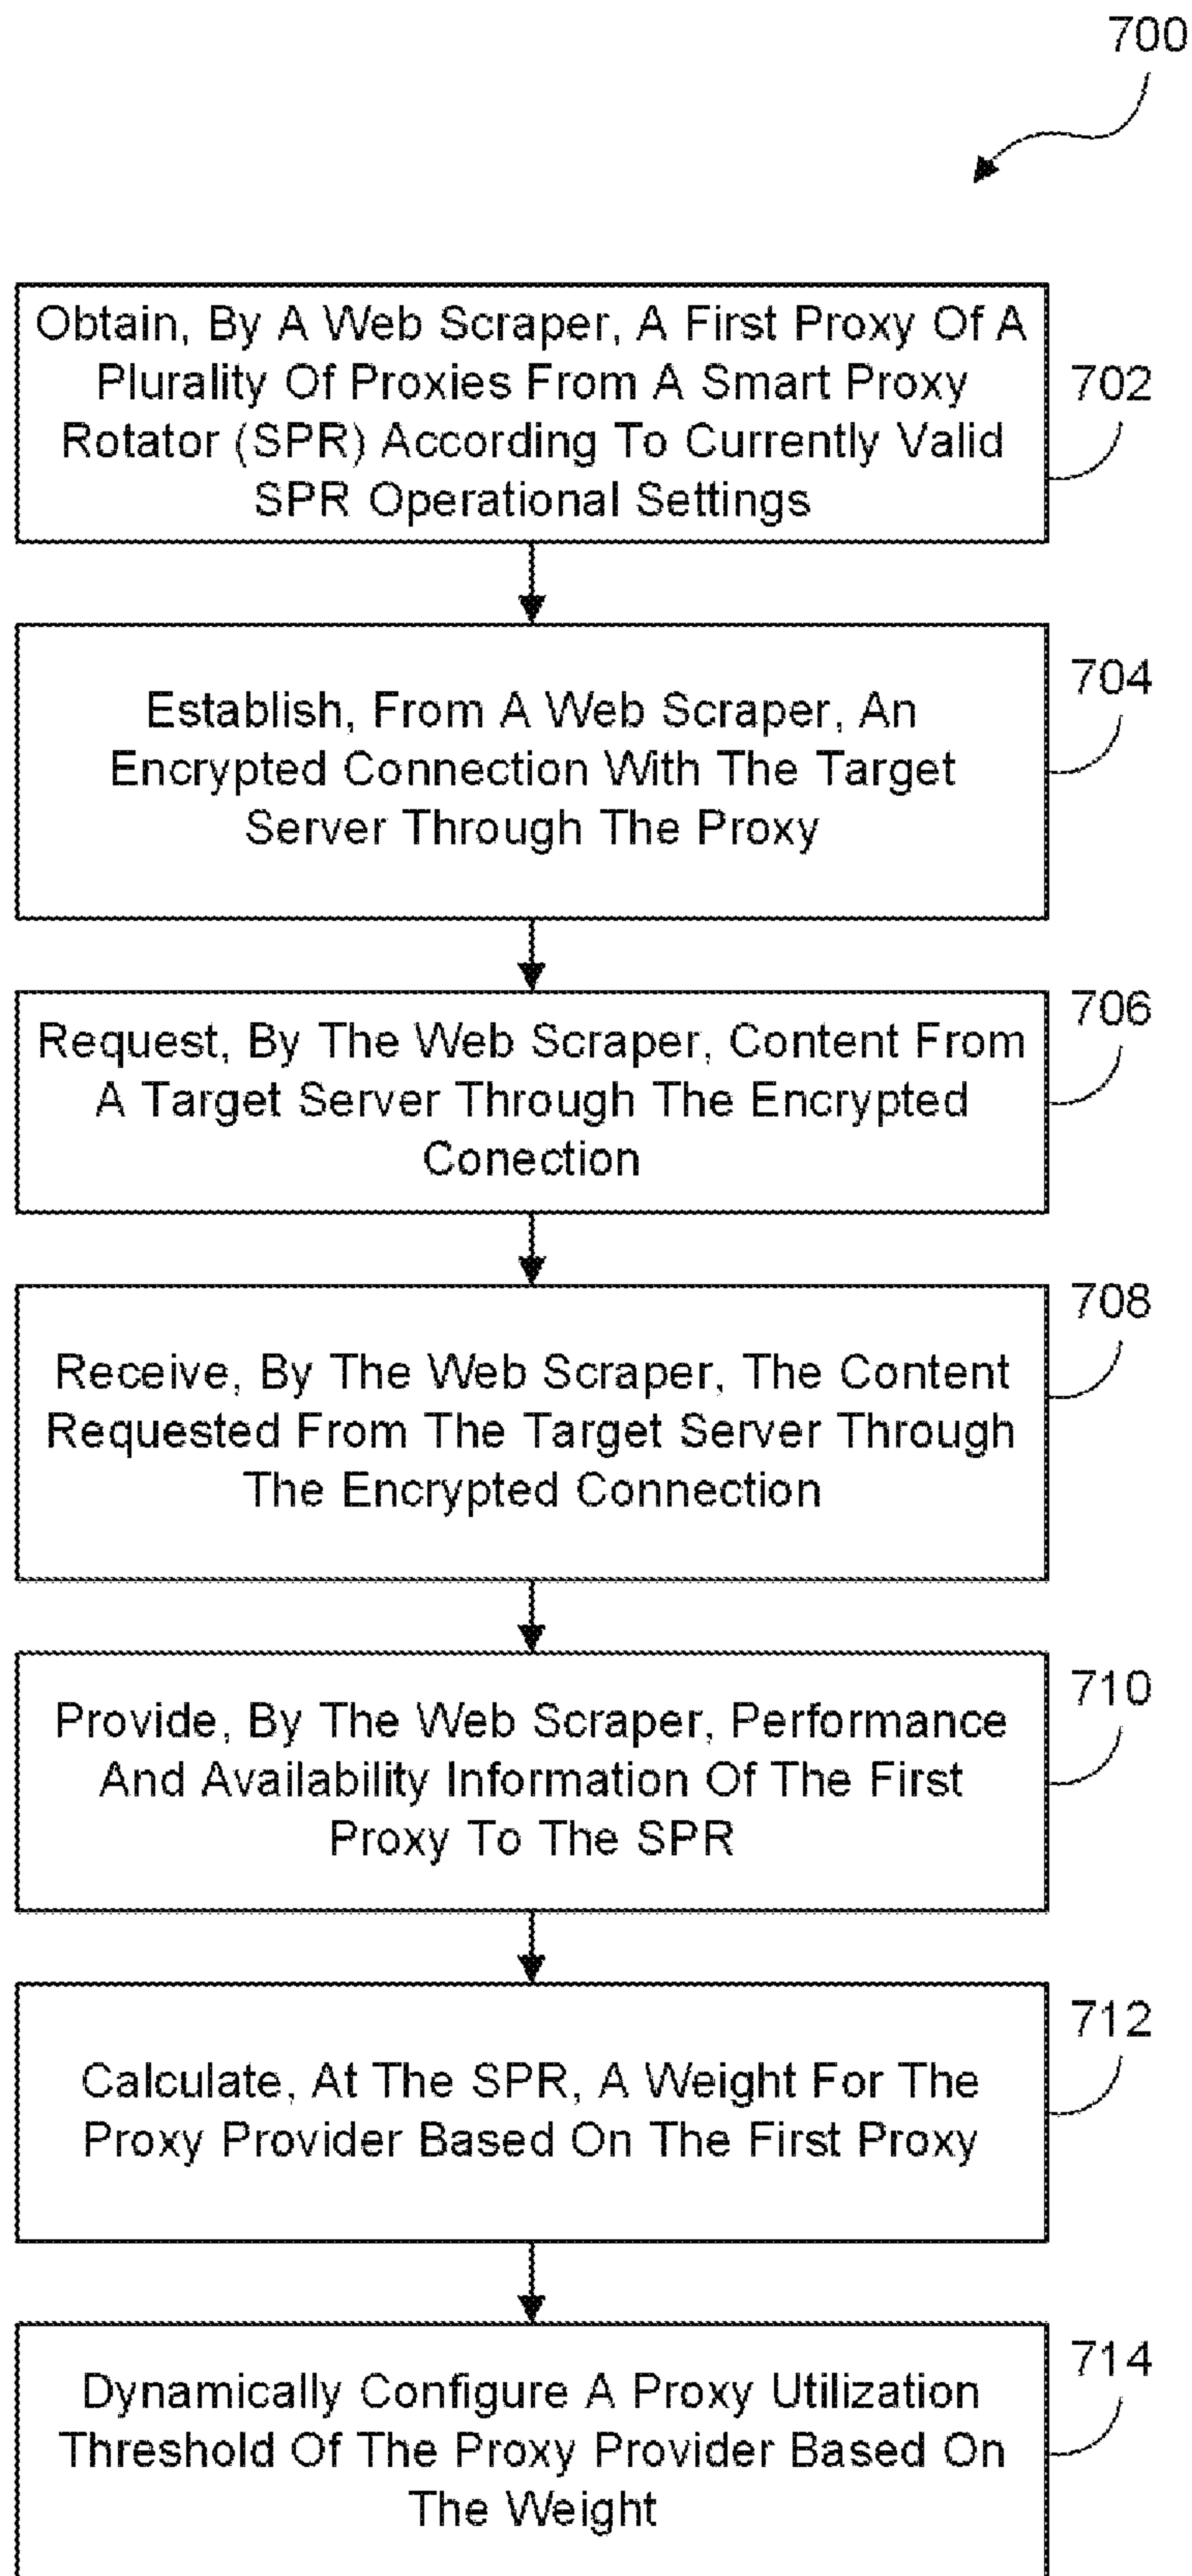 700
Obtain, By A Web Scraper, A First Proxy Of A
Plurality Of Proxies From A Smart Proxy
Rotator (SPR) According To Currently Valid
SPR Operational Settings
702
Establish, From A Web Scraper, An
Encrypted Connection With The Target
Server Through The Proxy
704
Request, By The Web Scraper, Content From
A Target Server Through The Encrypted
Conection
706
Receive, By The Web Scraper, The Content
Requested From The Target Server Through
The Encrypted Connection
708
Provide, By The Web Scraper, Performance
And Availability Information Of The First
Proxy To The SPR
710
Calculate, At The SPR, A Weight For The
Proxy Provider Based On The First Proxy
712
Dynamically Configure A Proxy Utilization
Threshold Of The Proxy Provider Based On
The Weight
714